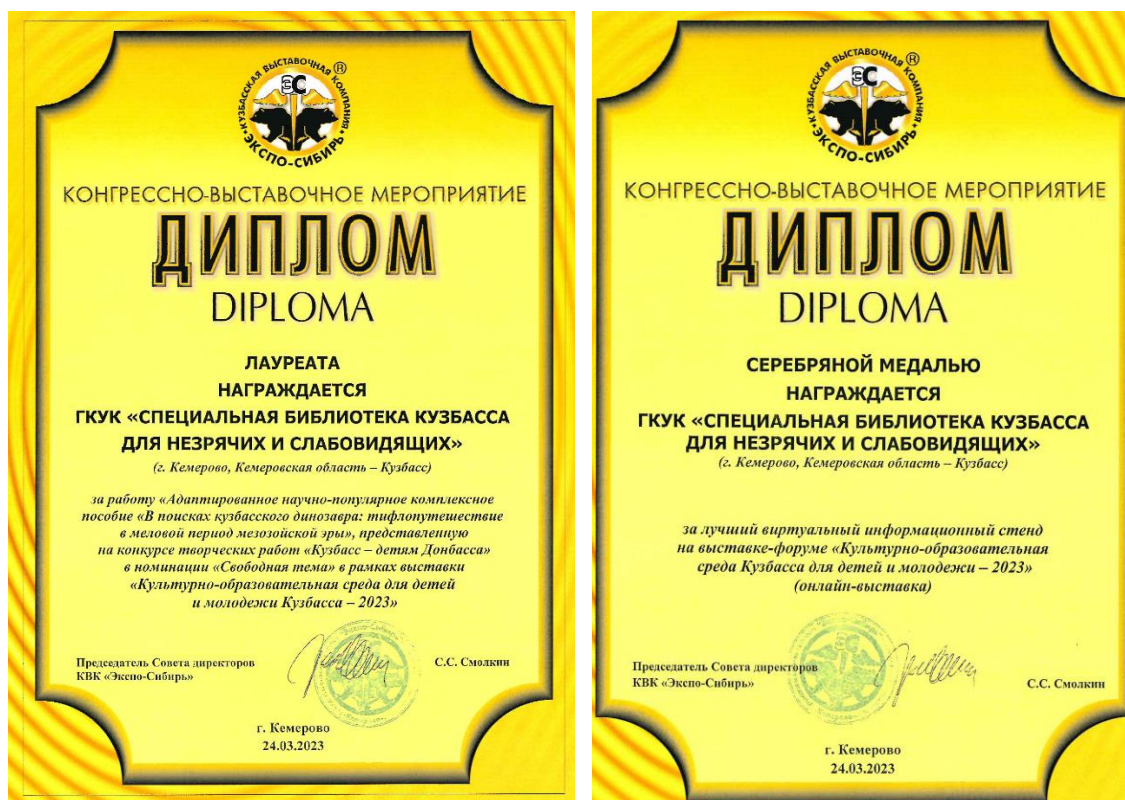 КУЗБАССКАЯ ВЫСТАВОЧНАЯ КОМПАНИЯ
®
ЭС
ЭКСПО-СИБИРЬ
КОНГРЕССНО-ВЫСТАВОЧНОЕ МЕРОПРИЯТИЕ
ДИПЛОМ
DIPLOMA
ЛАУРЕАТА
НАГРАЖДАЕТСЯ
ГКУК «СПЕЦИАЛЬНАЯ БИБЛИОТЕКА КУЗБАССА
ДЛЯ НЕЗРЯЧИХ И СЛАБОВИДЯЩИХ»
(г. Кемерово, Кемеровская область – Кузбасс)
за работу «Адаптированное научно-популярное комплексное
пособие «В поисках кузбасского динозавра: тифлопутешествие
в меловой период мезозойской эры», представленную
на конкурсе творческих работ «Кузбасс – детям Донбасса»
в номинации «Свободная тема» в рамках выставки
«Культурно-образовательная среда для детей
и молодежи Кузбасса – 2023»
Председатель Совета директоров
КВК «Экспо-Сибирь»
С.С. Смолкин
г. Кемерово
24.03.2023
КУЗБАССКАЯ ВЫСТАВОЧНАЯ КОМПАНИЯ
®
ЭС
ЭКСПО-СИБИРЬ
КОНГРЕССНО-ВЫСТАВОЧНОЕ МЕРОПРИЯТИЕ
ДИПЛОМ
DIPLOMA
СЕРЕБРЯНОЙ МЕДАЛЬЮ
НАГРАЖДАЕТСЯ
ГКУК «СПЕЦИАЛЬНАЯ БИБЛИОТЕКА КУЗБАССА
ДЛЯ НЕЗРЯЧИХ И СЛАБОВИДЯЩИХ»
(г. Кемерово, Кемеровская область – Кузбасс)
за лучший виртуальный информационный стенд
на выставке-форуме «Культурно-образовательная
среда Кузбасса для детей и молодежи – 2023»
(онлайн-выставка)
Председатель Совета директоров
КВК «Экспо-Сибирь»
С.С. Смолкин
г. Кемерово
24.03.2023